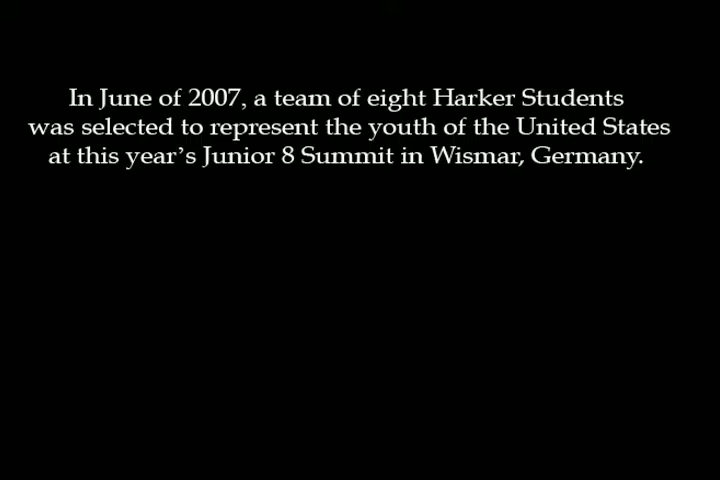 In June of 2007, a team of eight Harker Students
was selected to represent the youth of the United States
at this year's Junior 8 Summit in Wismar, Germany.